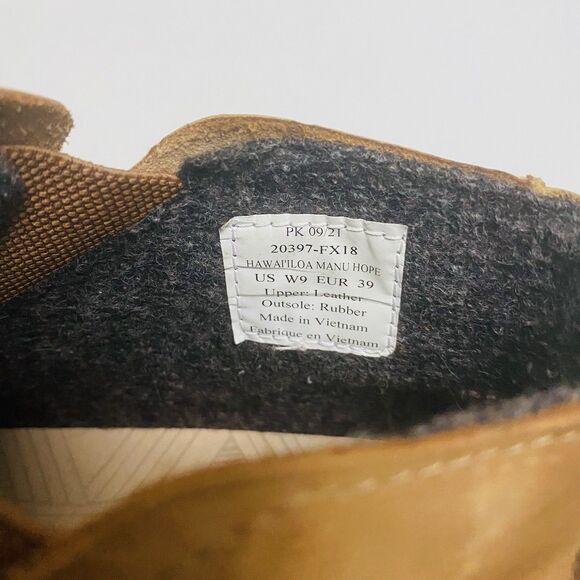 PK 09/21
20397-FX18
HAWAI'ILOA MANU HOPE
US W9 EUR 39
Upper: Leather
Outsole: Rubber
Made in Vietnam
Fabrique en Vietnam